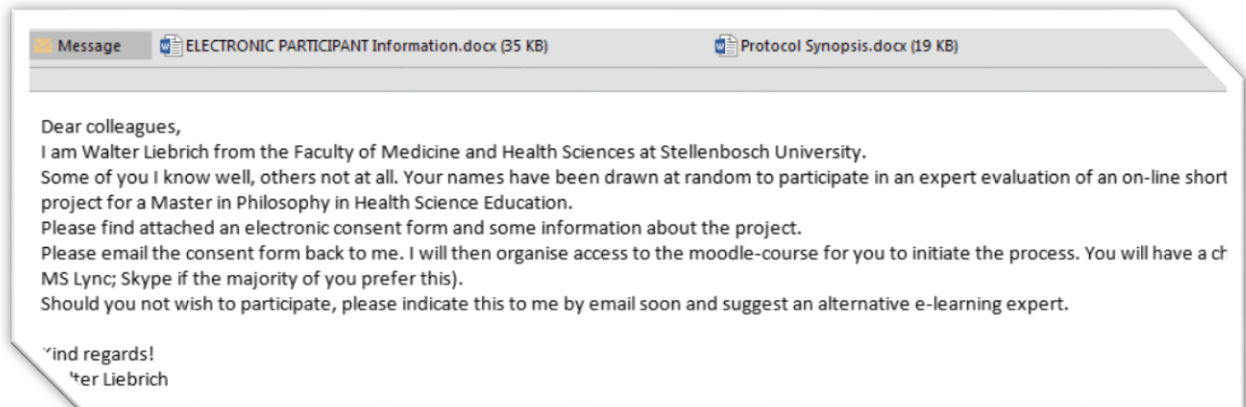 Message ELECTRONIC PARTICIPANT Information.docx (35 KB) Protocol Synopsis.docx (19 KB)
Dear colleagues,
I am Walter Liebrich from the Faculty of Medicine and Health Sciences at Stellenbosch University.
Some of you I know well, others not at all. Your names have been drawn at random to participate in an expert evaluation of an on-line short
project for a Master in Philosophy in Health Science Education.
Please find attached an electronic consent form and some information about the project.
Please email the consent form back to me. I will then organise access to the moodle-course for you to initiate the process. You will have a
MS Lync; Skype if the majority of you prefer this).
Should you not wish to participate, please indicate this to me by email soon and suggest an alternative e-learning expert.
regards!
Liebrich